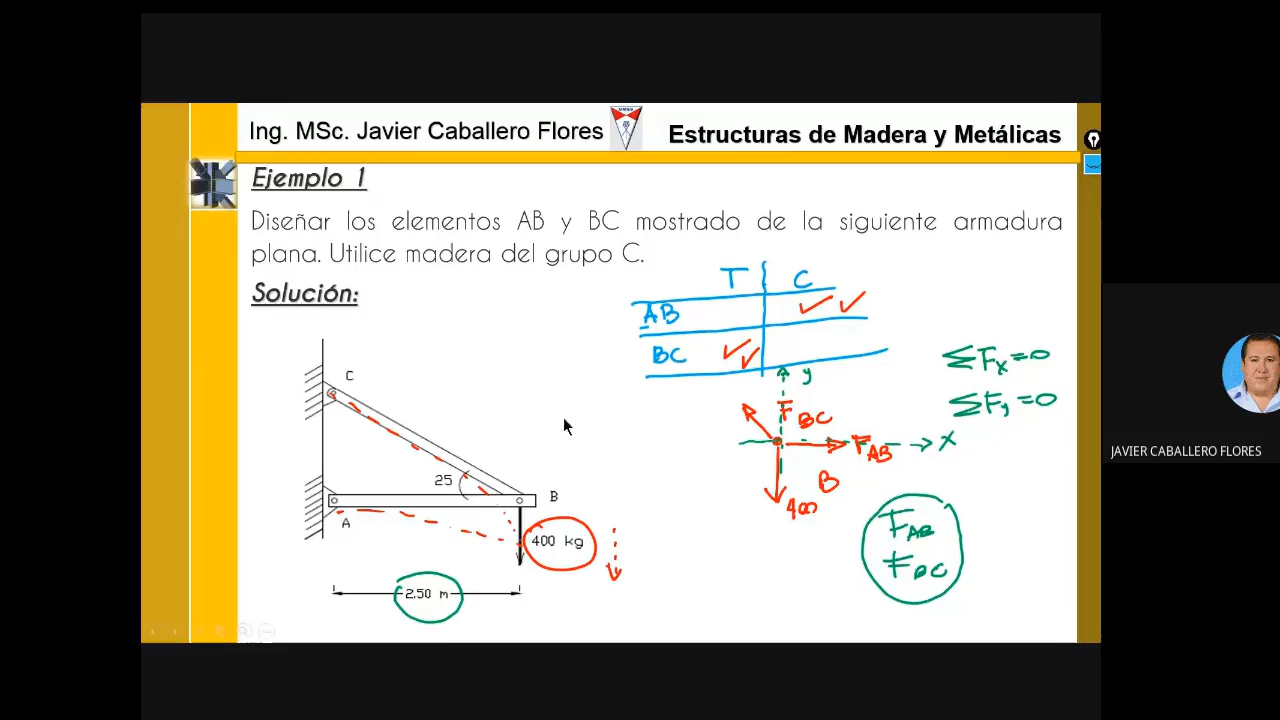 Ing. MSc. Javier Caballero Flores
UMSS
Estructuras de Madera y Metálicas
Ejemplo 1
Diseñar los elementos AB y BC mostrado de la siguiente armadura
plana. Utilice madera del grupo C.
Solución:
T C
AB
BC
ΣFx=0
ΣFy=0
y
FBC
x
FAB
B
400
FAB
FBC
C
25
B
A
400 kg
2.50 m
JAVIER CABALLERO FLORES